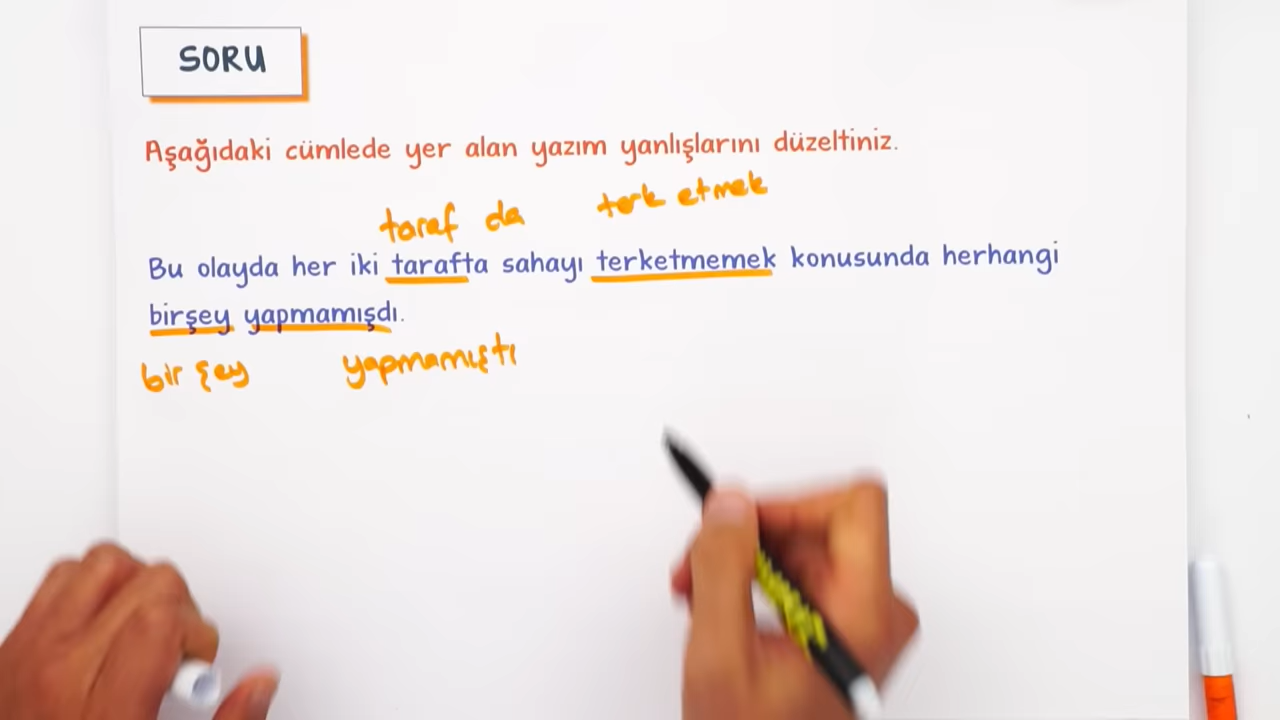 SORU
Aşağıdaki cümlede yer alan yazım yanlışlarını düzeltiniz.
taraf da terk etmek
Bu olayda her iki tarafta sahayı terketmemek konusunda herhangi
birşey yapmamışdı.
bir şey yapmamıştı